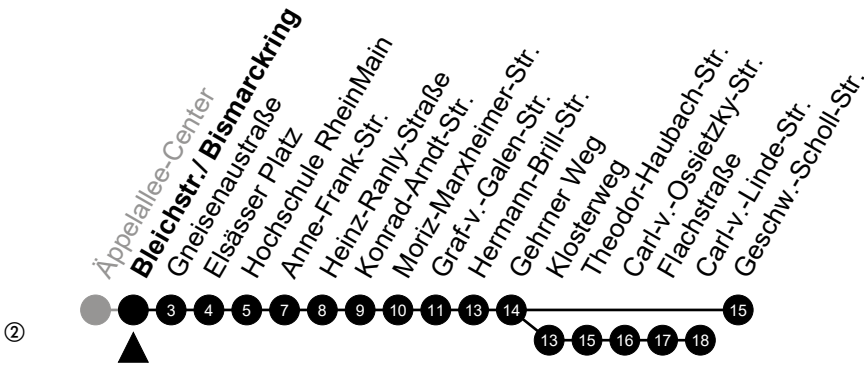 Äppelallee-Center
Bleichstr./ Bismarckring
Gneisenaustraße
Elsässer Platz
Hochschule RheinMain
Anne-Frank-Str.
Heinz-Ranly-Straße
Konrad-Arndt-Str.
Moriz-Marxheimer-Str.
Graf-v.-Galen-Str.
Hermann-Brill-Str.
Gehrner Weg
Klosterweg
Theodor-Haubach-Str.
Carl-v.-Ossietzky-Str.
Flachstraße
Carl-v.-Linde-Str.
Geschw.-Scholl-Str.
3 4 5 7 8 9 10 11 13 14 15
② 13 15 16 17 18